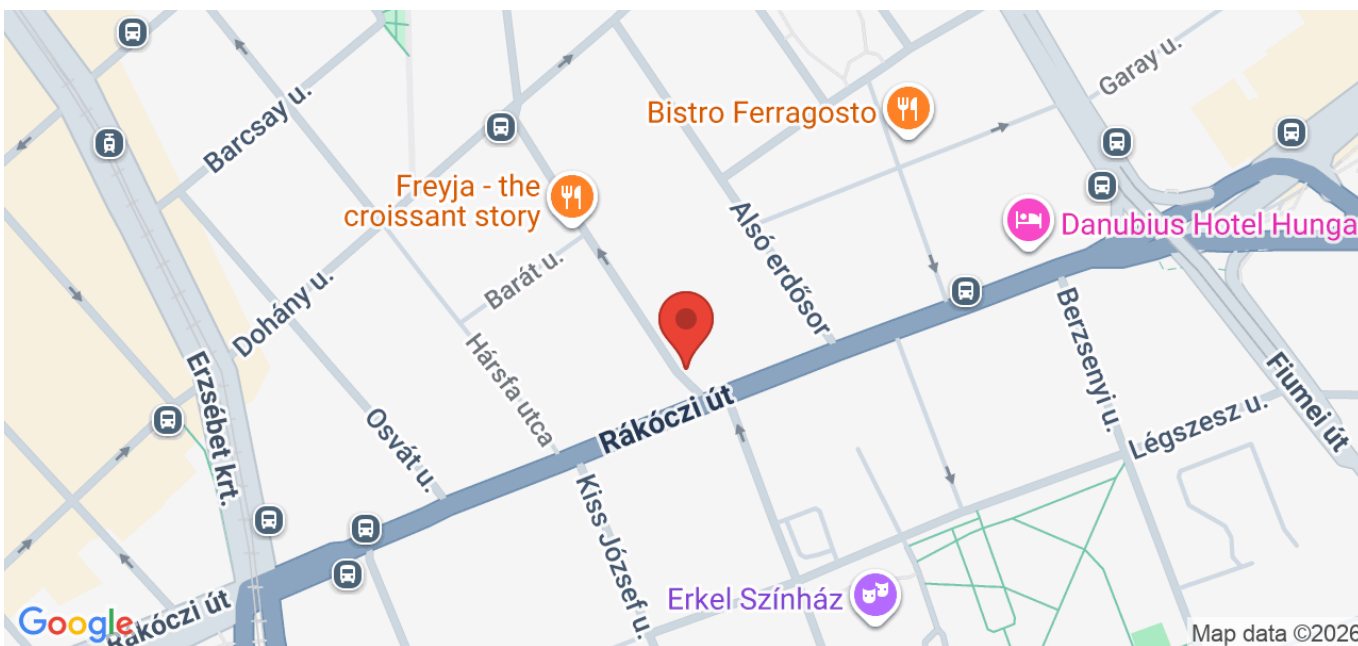 Garay u.
Barcsay u.
Bistro Ferragosto
Freyja - the
croissant story
Alsó erdősor
Danubius Hotel Hunga
Barát u.
Dohány u.
Hársfa utca
Berzsenyi u.
Erzsébet krt.
Rákóczi út
Fiumei út
Osvát u.
Légszesz u.
Kiss József u.
Erkel Színház
Rákóczi út
Google
Map data ©2026